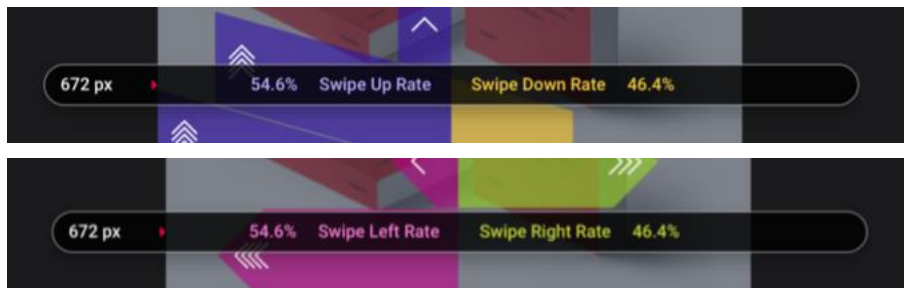 672 px 54.6% Swipe Up Rate Swipe Down Rate 46.4%
672 px 54.6% Swipe Left Rate Swipe Right Rate 46.4%